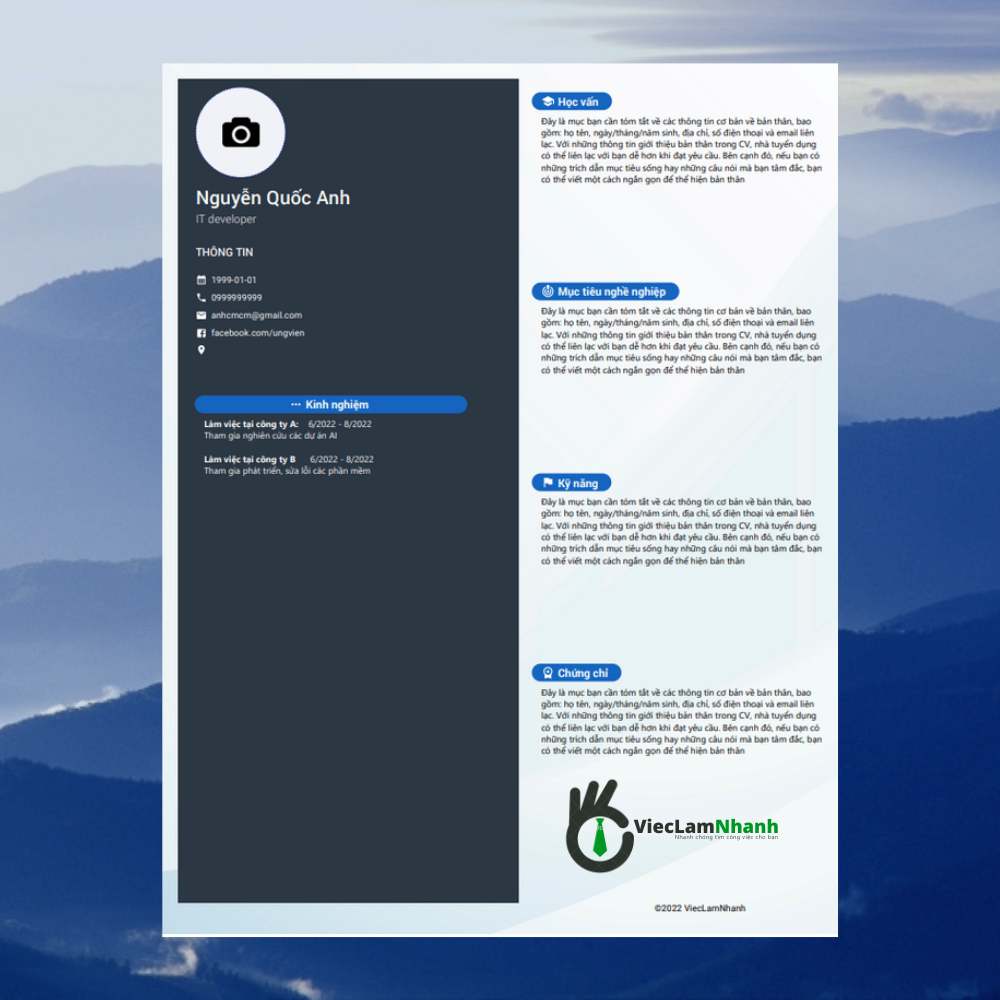 Nguyễn Quốc Anh
IT developer
THÔNG TIN
1999-01-01
0999999999
anhcmcm@gmail.com
facebook.com/ungvien
Kinh nghiệm
Làm việc tại công ty A: 6/2022 - 8/2022
Tham gia nghiên cứu các dự án AI
Làm việc tại công ty B 6/2022 - 8/2022
Tham gia phát triển, sửa lỗi các phần mềm
Học vấn
Đây là mục bạn cần tóm tắt về các thông tin cơ bản về bản thân, bao
gồm: họ tên, ngày/tháng/năm sinh, địa chỉ, số điện thoại và email liên
lạc. Với những thông tin giới thiệu bản thân trong CV, nhà tuyển dụng
có thể liên lạc với bạn dễ hơn khi đạt yêu cầu. Bên cạnh đó, nếu bạn có
những trích dẫn mục tiêu sống hay những câu nói mà bạn tâm đắc, bạn
có thể viết một cách ngắn gọn để thể hiện bản thân
Mục tiêu nghề nghiệp
Đây là mục bạn cần tóm tắt về các thông tin cơ bản về bản thân, bao
gồm: họ tên, ngày/tháng/năm sinh, địa chỉ, số điện thoại và email liên
lạc. Với những thông tin giới thiệu bản thân trong CV, nhà tuyển dụng
có thể liên lạc với bạn dễ hơn khi đạt yêu cầu. Bên cạnh đó, nếu bạn có
những trích dẫn mục tiêu sống hay những câu nói mà bạn tâm đắc, bạn
có thể viết một cách ngắn gọn để thể hiện bản thân
Kỹ năng
Đây là mục bạn cần tóm tắt về các thông tin cơ bản về bản thân, bao
gồm: họ tên, ngày/tháng/năm sinh, địa chỉ, số điện thoại và email liên
lạc. Với những thông tin giới thiệu bản thân trong CV, nhà tuyển dụng
có thể liên lạc với bạn dễ hơn khi đạt yêu cầu. Bên cạnh đó, nếu bạn có
những trích dẫn mục tiêu sống hay những câu nói mà bạn tâm đắc, bạn
có thể viết một cách ngắn gọn để thể hiện bản thân
Chứng chỉ
Đây là mục bạn cần tóm tắt về các thông tin cơ bản về bản thân, bao
gồm: họ tên, ngày/tháng/năm sinh, địa chỉ, số điện thoại và email liên
lạc. Với những thông tin giới thiệu bản thân trong CV, nhà tuyển dụng
có thể liên lạc với bạn dễ hơn khi đạt yêu cầu. Bên cạnh đó, nếu bạn có
những trích dẫn mục tiêu sống hay những câu nói mà bạn tâm đắc, bạn
có thể viết một cách ngắn gọn để thể hiện bản thân
ViecLamNhanh
Nhanh chóng tìm công việc cho bạn
©2022 ViecLamNhanh